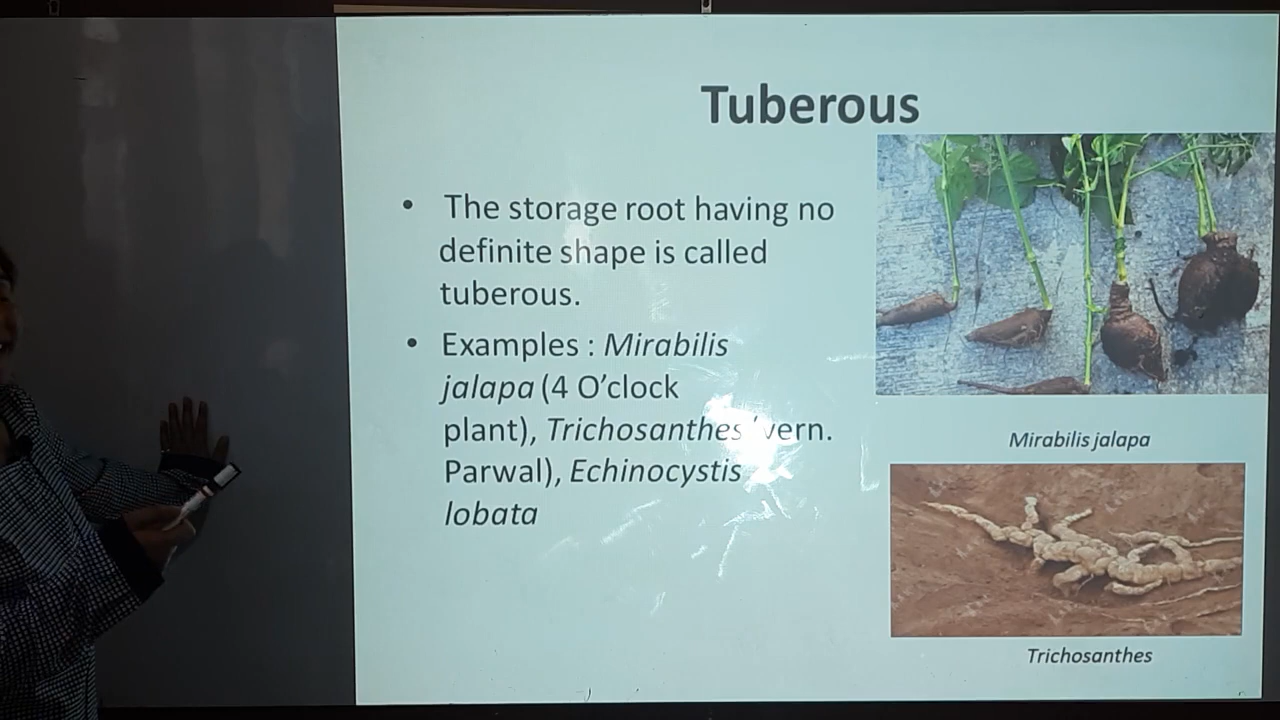 Tuberous
• The storage root having no
definite shape is called
tuberous.
• Examples : Mirabilis
jalapa (4 O’clock
plant), Trichosanthes (vern.
Parwal), Echinocystis
lobata
Mirabilis jalapa
Trichosanthes